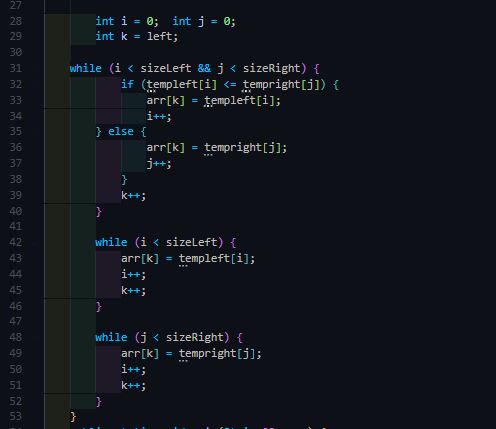 27
28 int i = 0; int j = 0;
29 int k = left;
30
31 while (i < sizeLeft && j < sizeRight) {
32 if (templeft[i] <= tempright[j]) {
33 arr[k] = templeft[i];
34 i++;
35 } else {
36 arr[k] = tempright[j];
37 j++;
38 }
39 k++;
40 }
41
42 while (i < sizeLeft) {
43 arr[k] = templeft[i];
44 i++;
45 k++;
46 }
47
48 while (j < sizeRight) {
49 arr[k] = tempright[j];
50 i++;
51 k++;
52 }
53 }